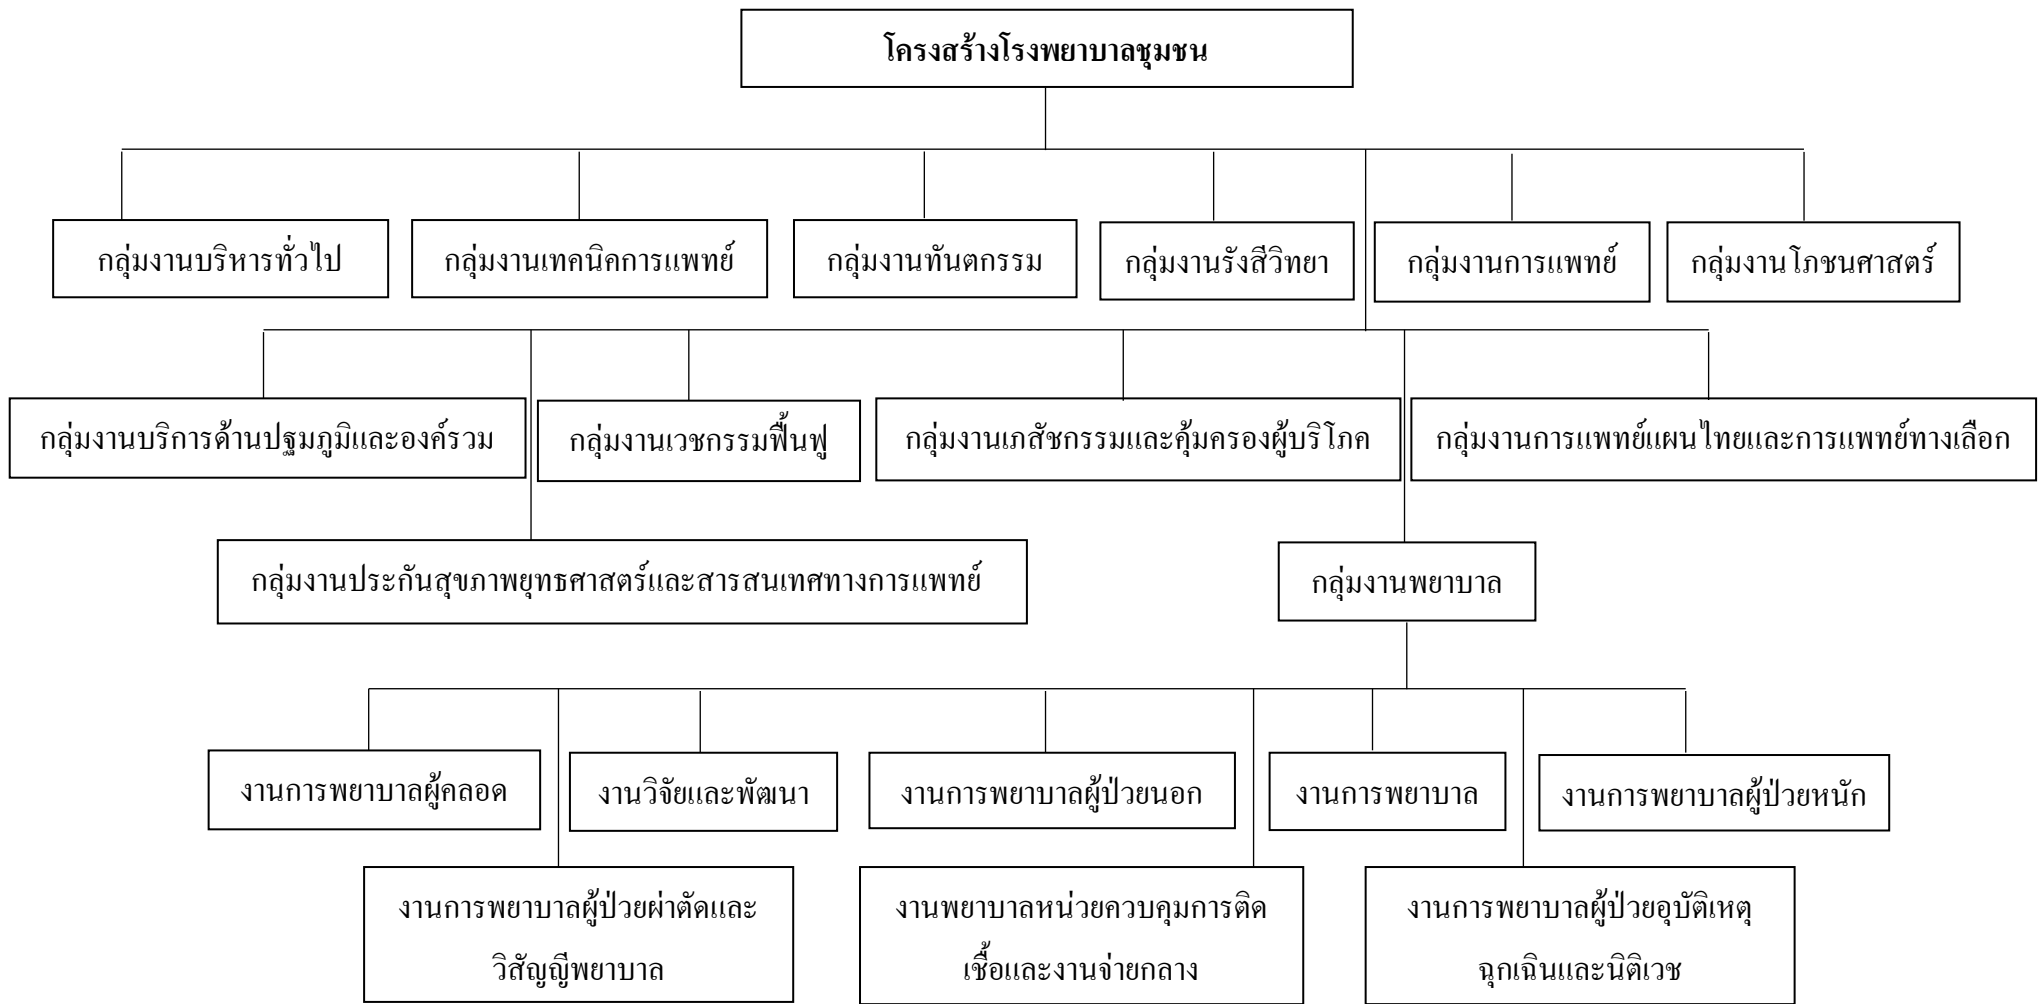 โครงสร้างโรงพยาบาลชุมชน
กลุ่มงานบริหารทั่วไป
กลุ่มงานเทคนิคการแพทย์
กลุ่มงานทันตกรรม
กลุ่มงานรังสีวิทยา
กลุ่มงานการแพทย์
กลุ่มงานโภชนศาสตร์
กลุ่มงานบริการด้านปฐมภูมิและองค์รวม
กลุ่มงานเวชกรรมฟื้นฟู
กลุ่มงานเภสัชกรรมและคุ้มครองผู้บริโภค
กลุ่มงานการแพทย์แผนไทยและการแพทย์ทางเลือก
กลุ่มงานประกันสุขภาพยุทธศาสตร์และสารสนเทศทางการแพทย์
กลุ่มงานพยาบาล
งานการพยาบาลผู้คลอด
งานวิจัยและพัฒนา
งานการพยาบาลผู้ป่วยนอก
งานการพยาบาล
งานการพยาบาลผู้ป่วยหนัก
งานการพยาบาลผู้ป่วยผ่าตัดและ
วิสัญญีพยาบาล
งานพยาบาลหน่วยควบคุมการติด
เชื้อและงานจ่ายกลาง
งานการพยาบาลผู้ป่วยอุบัติเหตุ
ฉุกเฉินและนิติเวช